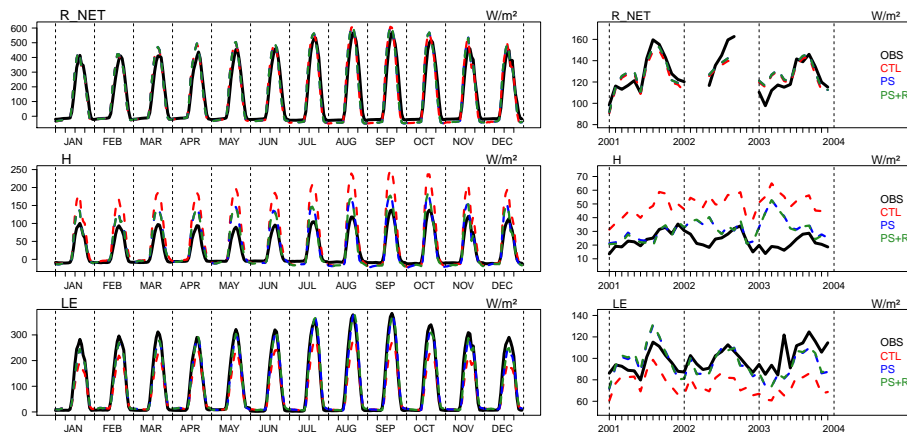 R_NET W/m²
600
500
400
300
200
100
0
JAN FEB MAR APR MAY JUN JUL AUG SEP OCT NOV DEC
R_NET W/m²
160
140
120
100
80
2001 2002 2003 2004
OBS
CTL
PS
PS+R
H W/m²
250
200
150
100
50
0
JAN FEB MAR APR MAY JUN JUL AUG SEP OCT NOV DEC
H W/m²
70
60
50
40
30
20
10
2001 2002 2003 2004
OBS
CTL
PS
PS+R
LE W/m²
300
200
100
0
JAN FEB MAR APR MAY JUN JUL AUG SEP OCT NOV DEC
LE W/m²
140
120
100
80
60
2001 2002 2003 2004
OBS
CTL
PS
PS+R